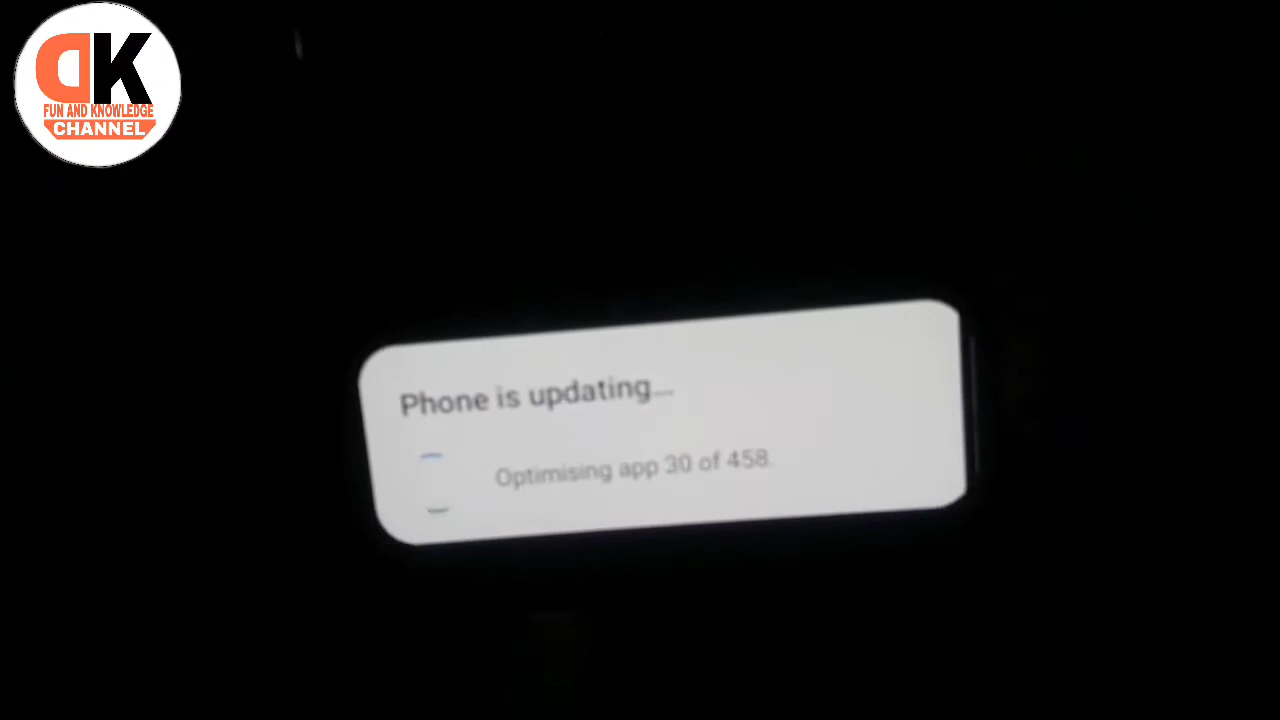 DK
FUN AND KNOWLEDGE
CHANNEL
Phone is updating...
Optimising app 30 of 458.